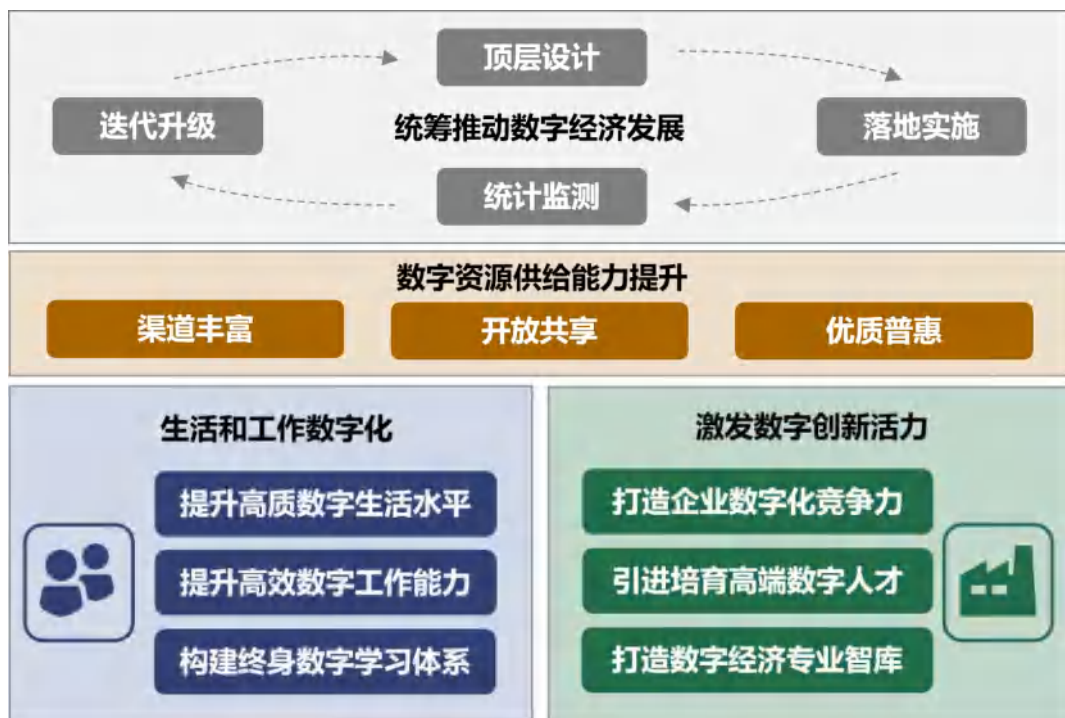 顶层设计
迭代升级
统筹推动数字经济发展
落地实施
统计监测
数字资源供给能力提升
渠道丰富
开放共享
优质普惠
生活和工作数字化
提升高质数字生活水平
提升高效数字工作能力
构建终身数字学习体系
激发数字创新活力
打造企业数字化竞争力
引进培育高端数字人才
打造数字经济专业智库